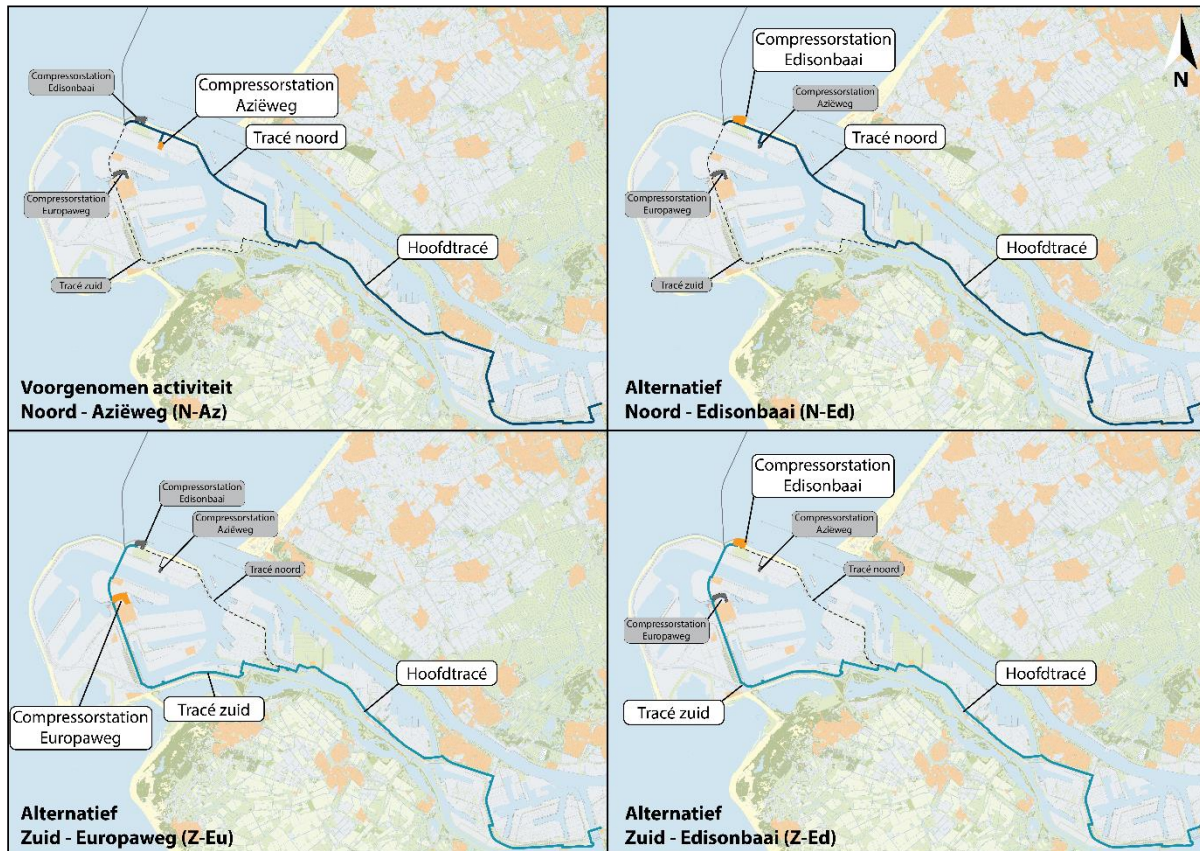 Compressorstation
Edisonbaai
Compressorstation
Aziëweg
Tracé noord
Compressorstation
Europaweg
Hoofdtracé
Tracé zuid
Voorgenomen activiteit
Noord - Aziëweg (N-Az)
Compressorstation
Edisonbaai
N
Compressorstation
Aziëweg
Tracé noord
Compressorstation
Europaweg
Hoofdtracé
Tracé zuid
Alternatief
Noord - Edisonbaai (N-Ed)
Compressorstation
Edisonbaai
Compressorstation
Aziëweg
Tracé noord
Hoofdtracé
Tracé zuid
Compressorstation
Europaweg
Alternatief
Zuid - Europaweg (Z-Eu)
Compressorstation
Edisonbaai
Compressorstation
Aziëweg
Tracé noord
Compressorstation
Europaweg
Hoofdtracé
Tracé zuid
Alternatief
Zuid - Edisonbaai (Z-Ed)